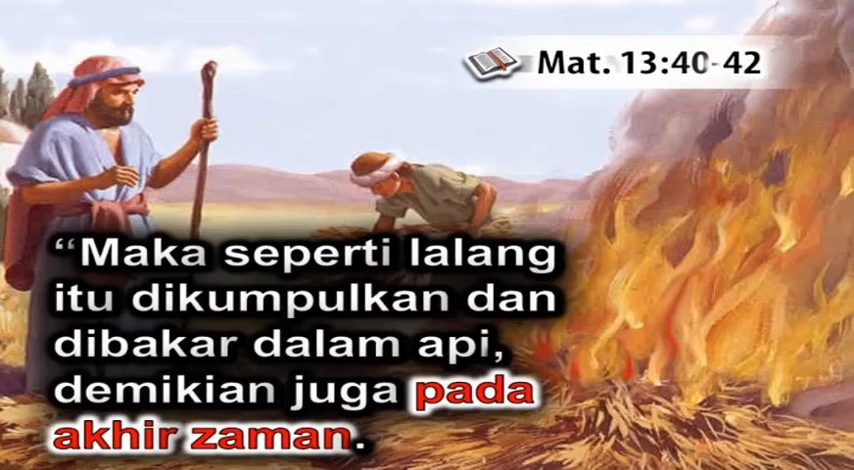 Mat. 13:40-42
“Maka seperti lalang
itu dikumpulkan dan
dibakar dalam api,
demikian juga pada
akhir zaman.